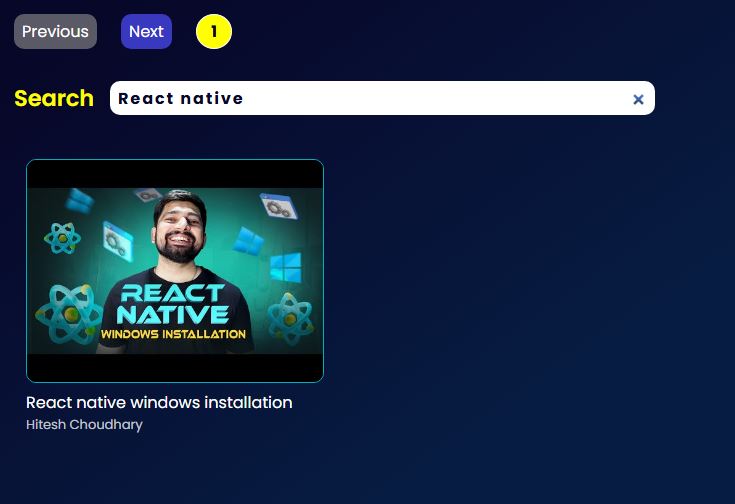 Previous
Next
1
Search
React native
REACT
NATIVE
WINDOWS INSTALLATION
React native windows installation
Hitesh Choudhary